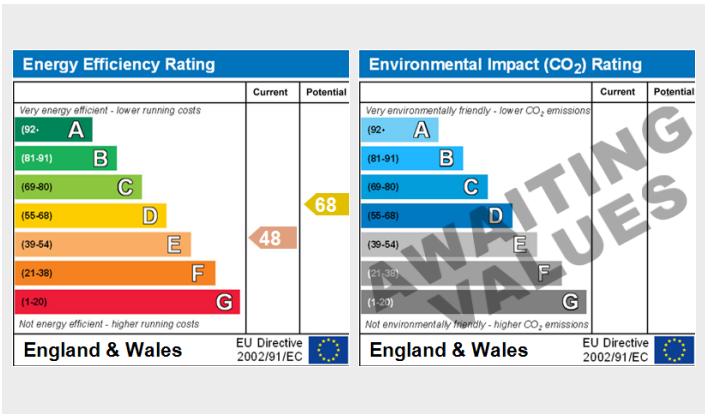 Energy Efficiency Rating
Current
Potential
Very energy efficient - lower running costs
(92+
A
(81-91)
B
(69-80)
C
(55-68)
D
(39-54)
E
(21-38)
F
(1-20)
G
48
68
Not energy efficient - higher running costs
England & Wales
EU Directive
2002/91/EC
Environmental Impact (CO2) Rating
Current
Potential
Very environmentally friendly - lower CO2 emissions
(92+
A
(81-91)
B
(69-80)
C
(55-68)
D
(39-54)
E
(21-38)
F
(1-20)
G
AWAITING
VALUES
Not environmentally friendly - higher CO2 emissions
England & Wales
EU Directive
2002/91/EC